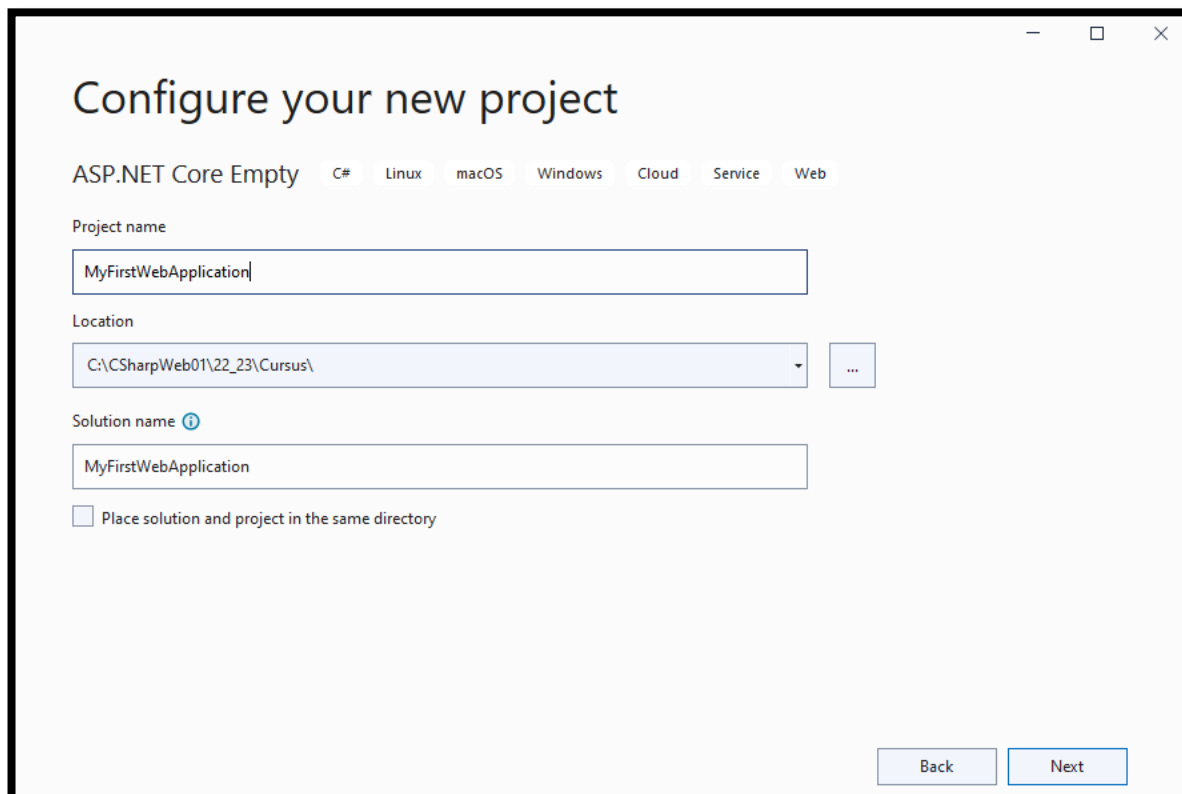 Configure your new project
ASP.NET Core Empty C# Linux macOS Windows Cloud Service Web
Project name
MyFirstWebApplication
Location
C:\CSharpWeb01\22_23\Cursus\
...
Solution name
MyFirstWebApplication
Place solution and project in the same directory
Back Next